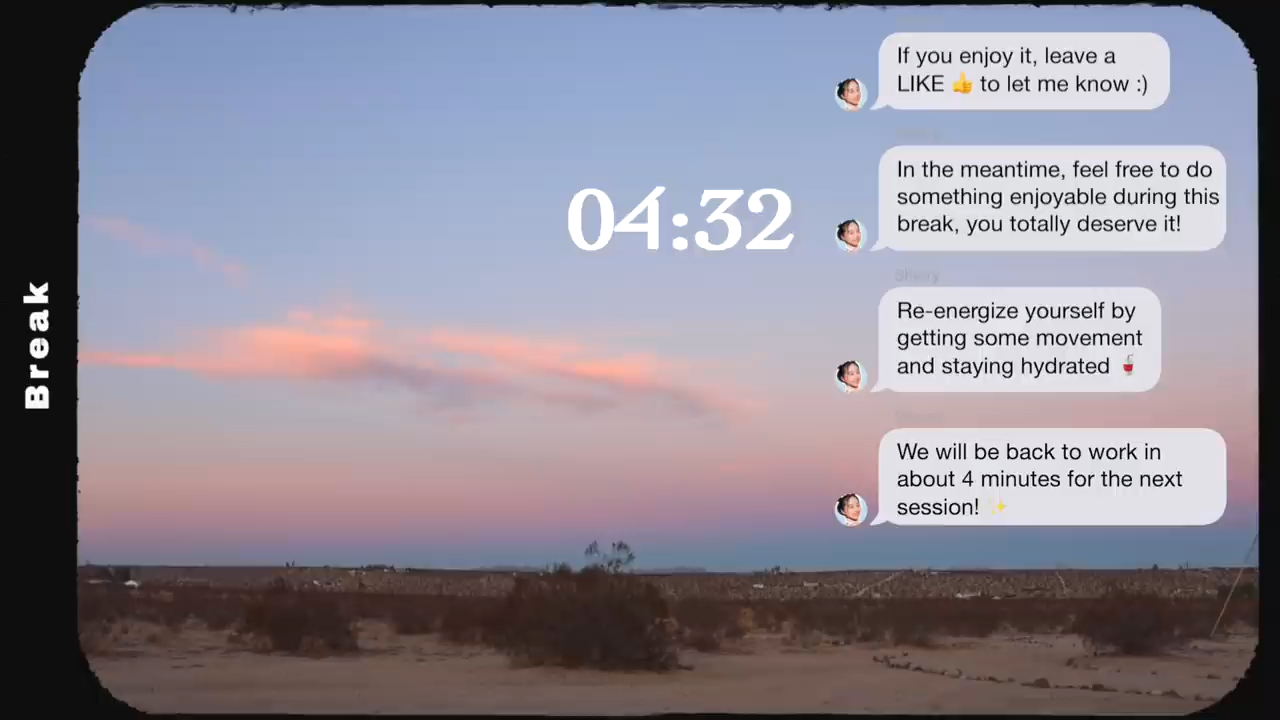 Break
04:32
If you enjoy it, leave a
LIKE 👍 to let me know :)
In the meantime, feel free to do
something enjoyable during this
break, you totally deserve it!
Sherry
Re-energize yourself by
getting some movement
and staying hydrated 🍹
We will be back to work in
about 4 minutes for the next
session! ✨